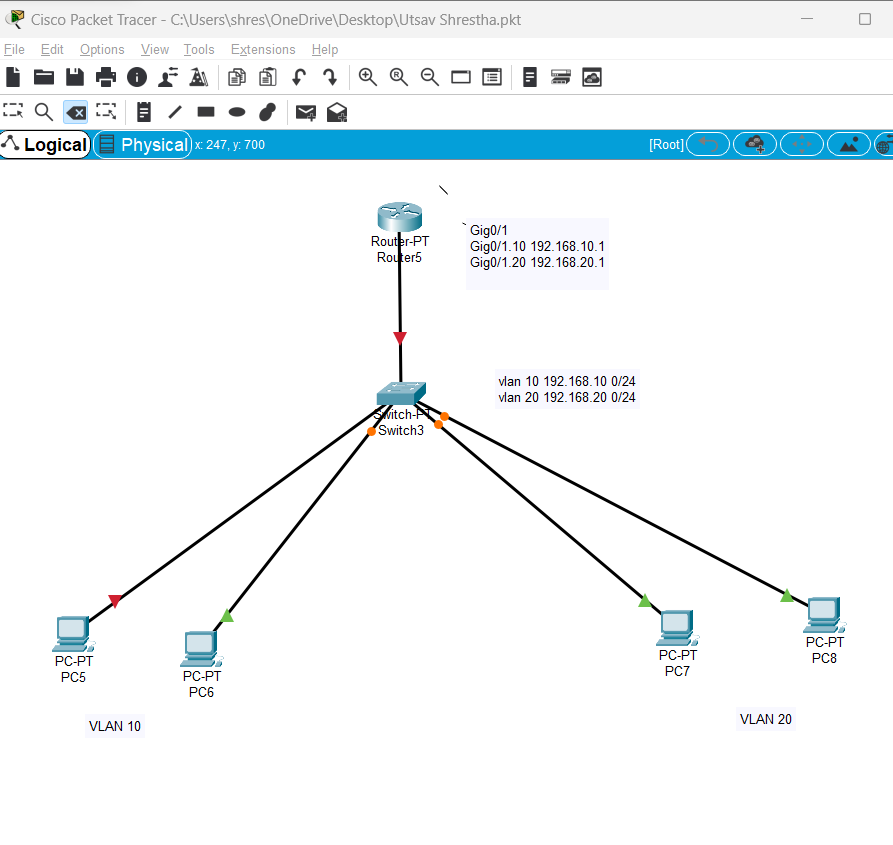 Cisco Packet Tracer - C:\Users\shres\OneDrive\Desktop\Utsav Shrestha.pkt
File Edit Options View Tools Extensions Help
Logical Physical x: 247, y: 700 [Root]
Router-PT
Router5
Gig0/1
Gig0/1.10 192.168.10.1
Gig0/1.20 192.168.20.1
vlan 10 192.168.10 0/24
vlan 20 192.168.20 0/24
Switch-PT
Switch3
PC-PT
PC5
PC-PT
PC6
PC-PT
PC7
PC-PT
PC8
VLAN 10
VLAN 20